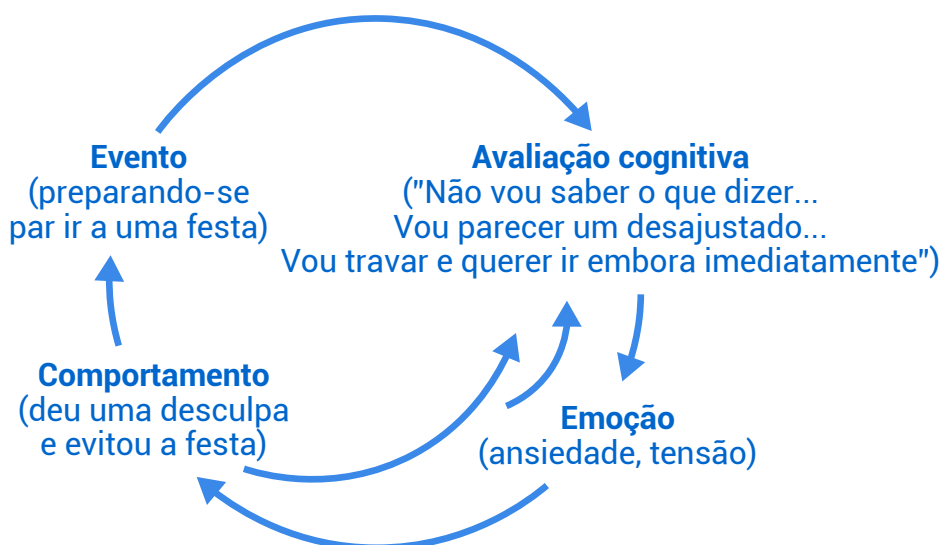 Evento
(preparando-se
par ir a uma festa)
Avaliação cognitiva
("Não vou saber o que dizer...
Vou parecer um desajustado...
Vou travar e querer ir embora imediatamente")
Comportamento
(deu uma desculpa
e evitou a festa)
Emoção
(ansiedade, tensão)